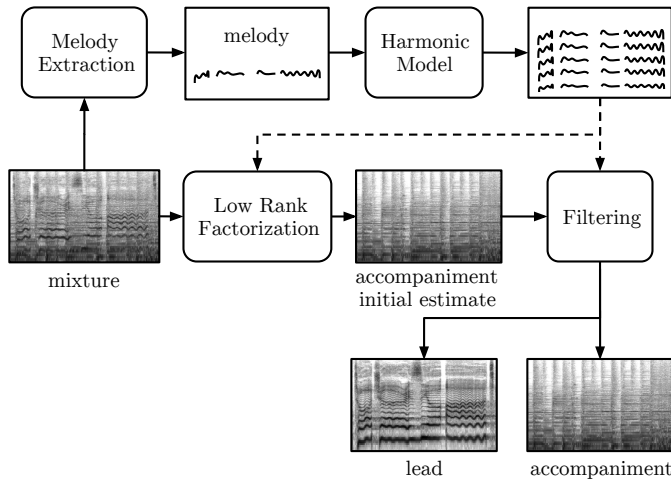 Melody
Extraction
melody
Harmonic
Model
Low Rank
Factorization
Filtering
mixture
accompaniment
initial estimate
lead
accompaniment